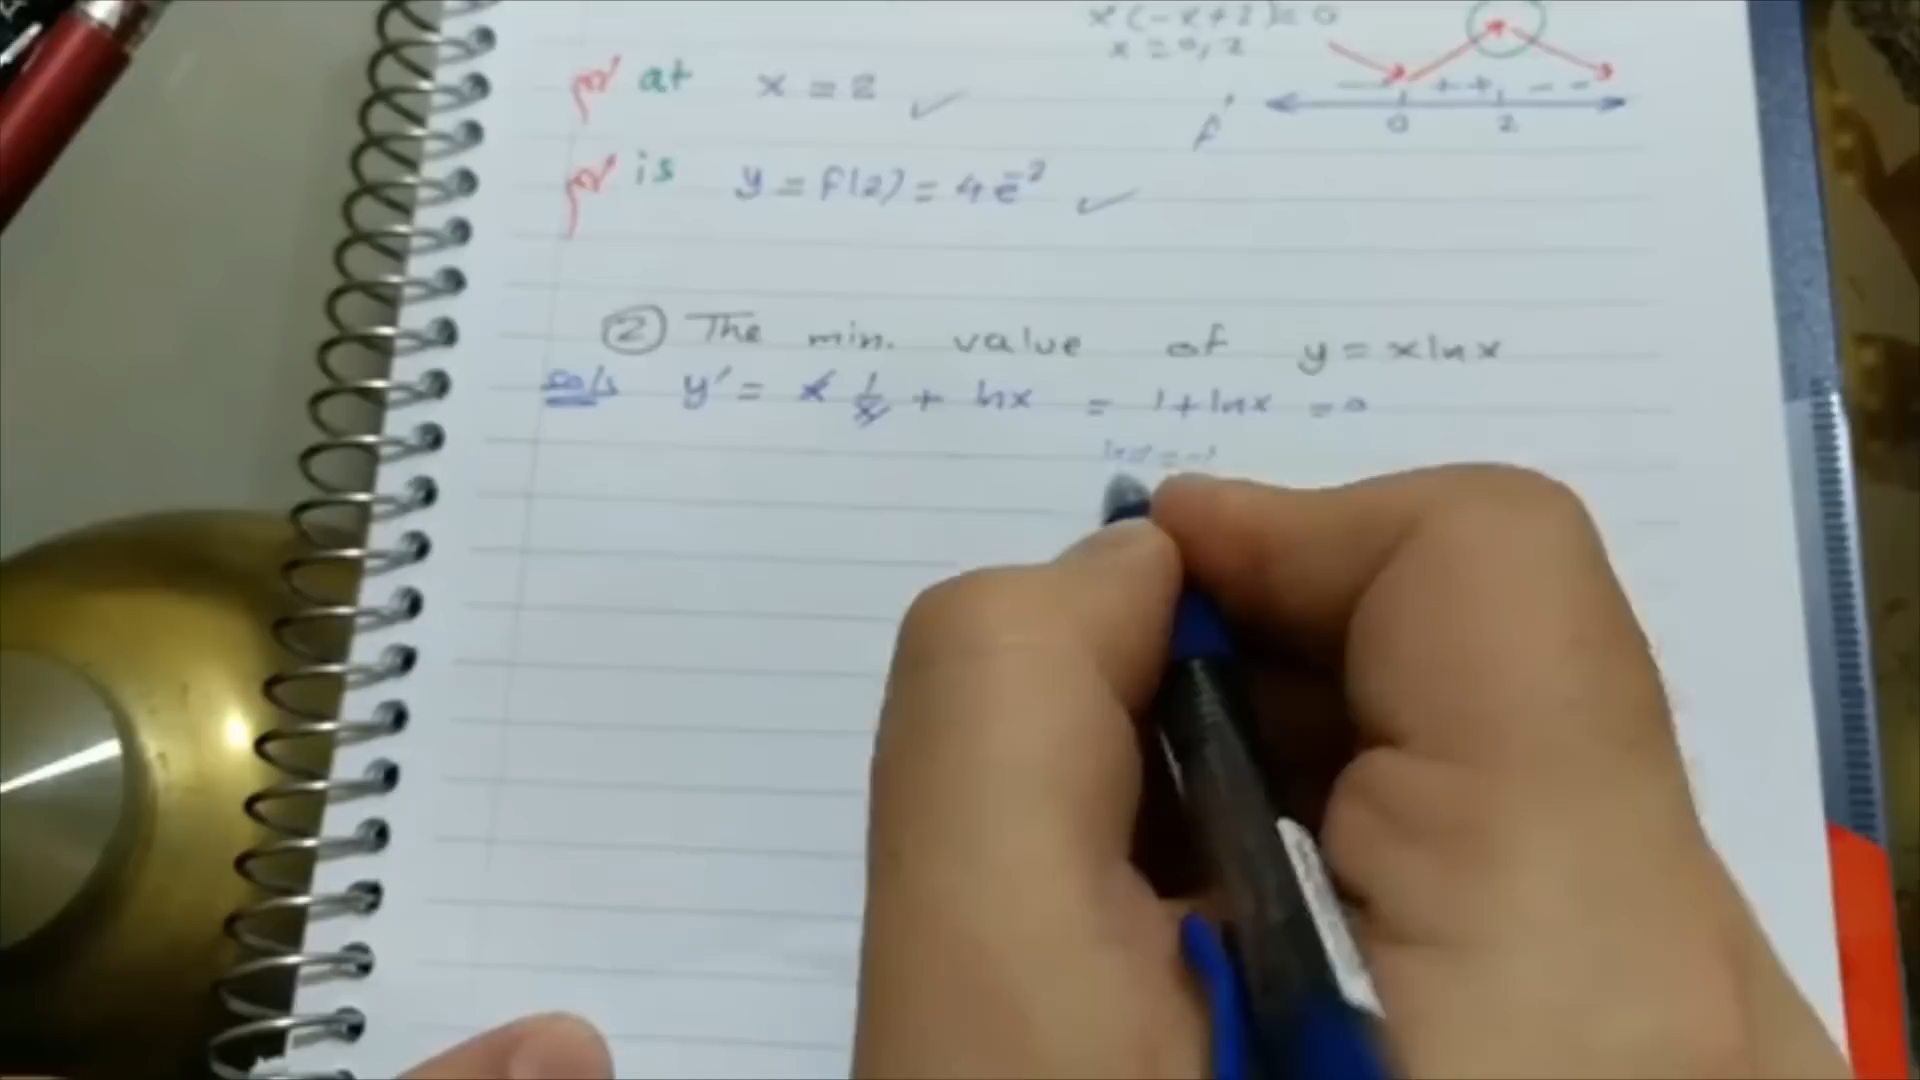 x(-x+2)=0
x=0,2
at x = 2 ✓
- ++ - -
f′
0 2
is y = f(2) = 4e⁻² ✓
② The min. value of y = xlnx
sol: y′ = x 1/x + lnx = 1+lnx = 0
lnx = -1